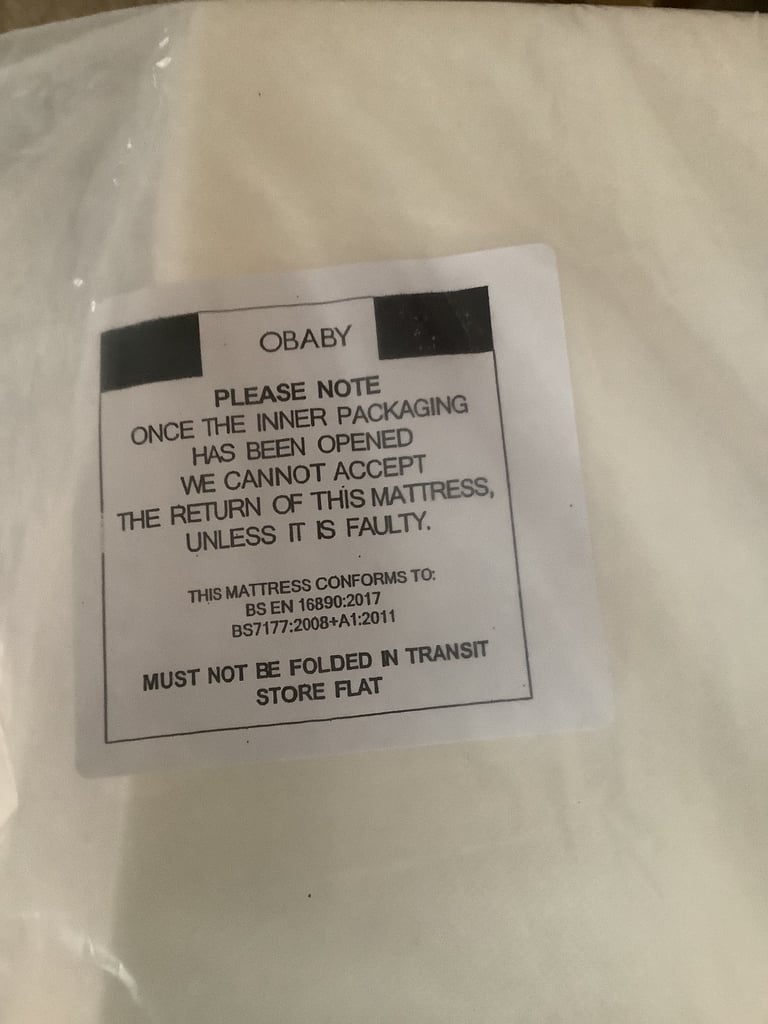 OBABY
PLEASE NOTE
ONCE THE INNER PACKAGING
HAS BEEN OPENED
WE CANNOT ACCEPT
THE RETURN OF THIS MATTRESS,
UNLESS IT IS FAULTY.
THIS MATTRESS CONFORMS TO:
BS EN 16890:2017
BS7177:2008+A1:2011
MUST NOT BE FOLDED IN TRANSIT
STORE FLAT